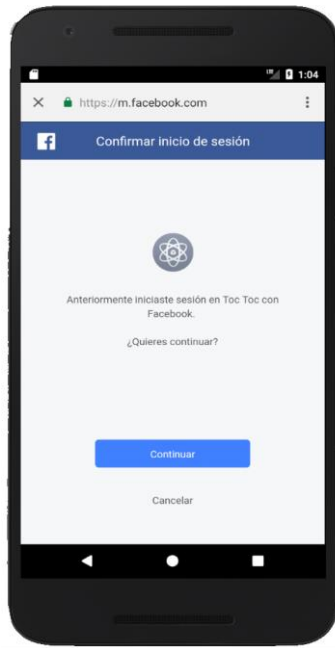 1:04
https://m.facebook.com
f Confirmar inicio de sesión
Anteriormente iniciaste sesión en Toc Toc con
Facebook.
¿Quieres continuar?
Continuar
Cancelar